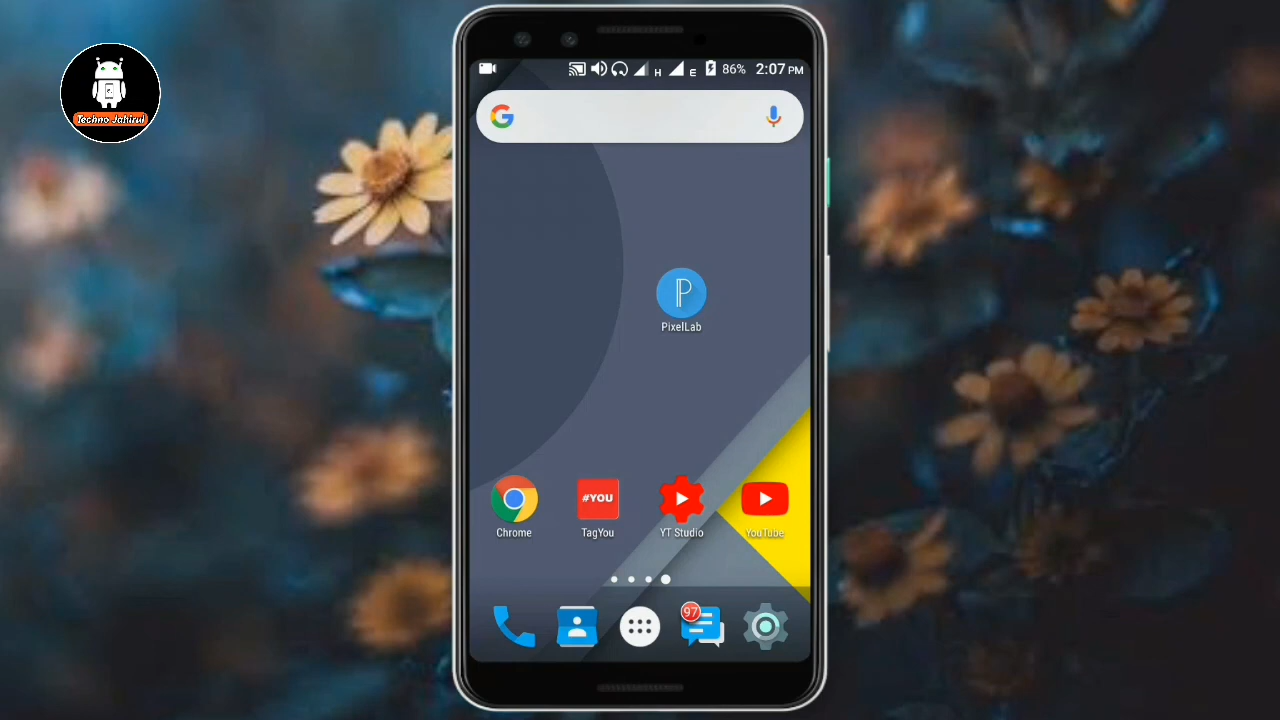 Techno Jahirul
H
E
86%
2:07 PM
G
P
PixelLab
#YOU
Chrome
TagYou
YT Studio
YouTube
97